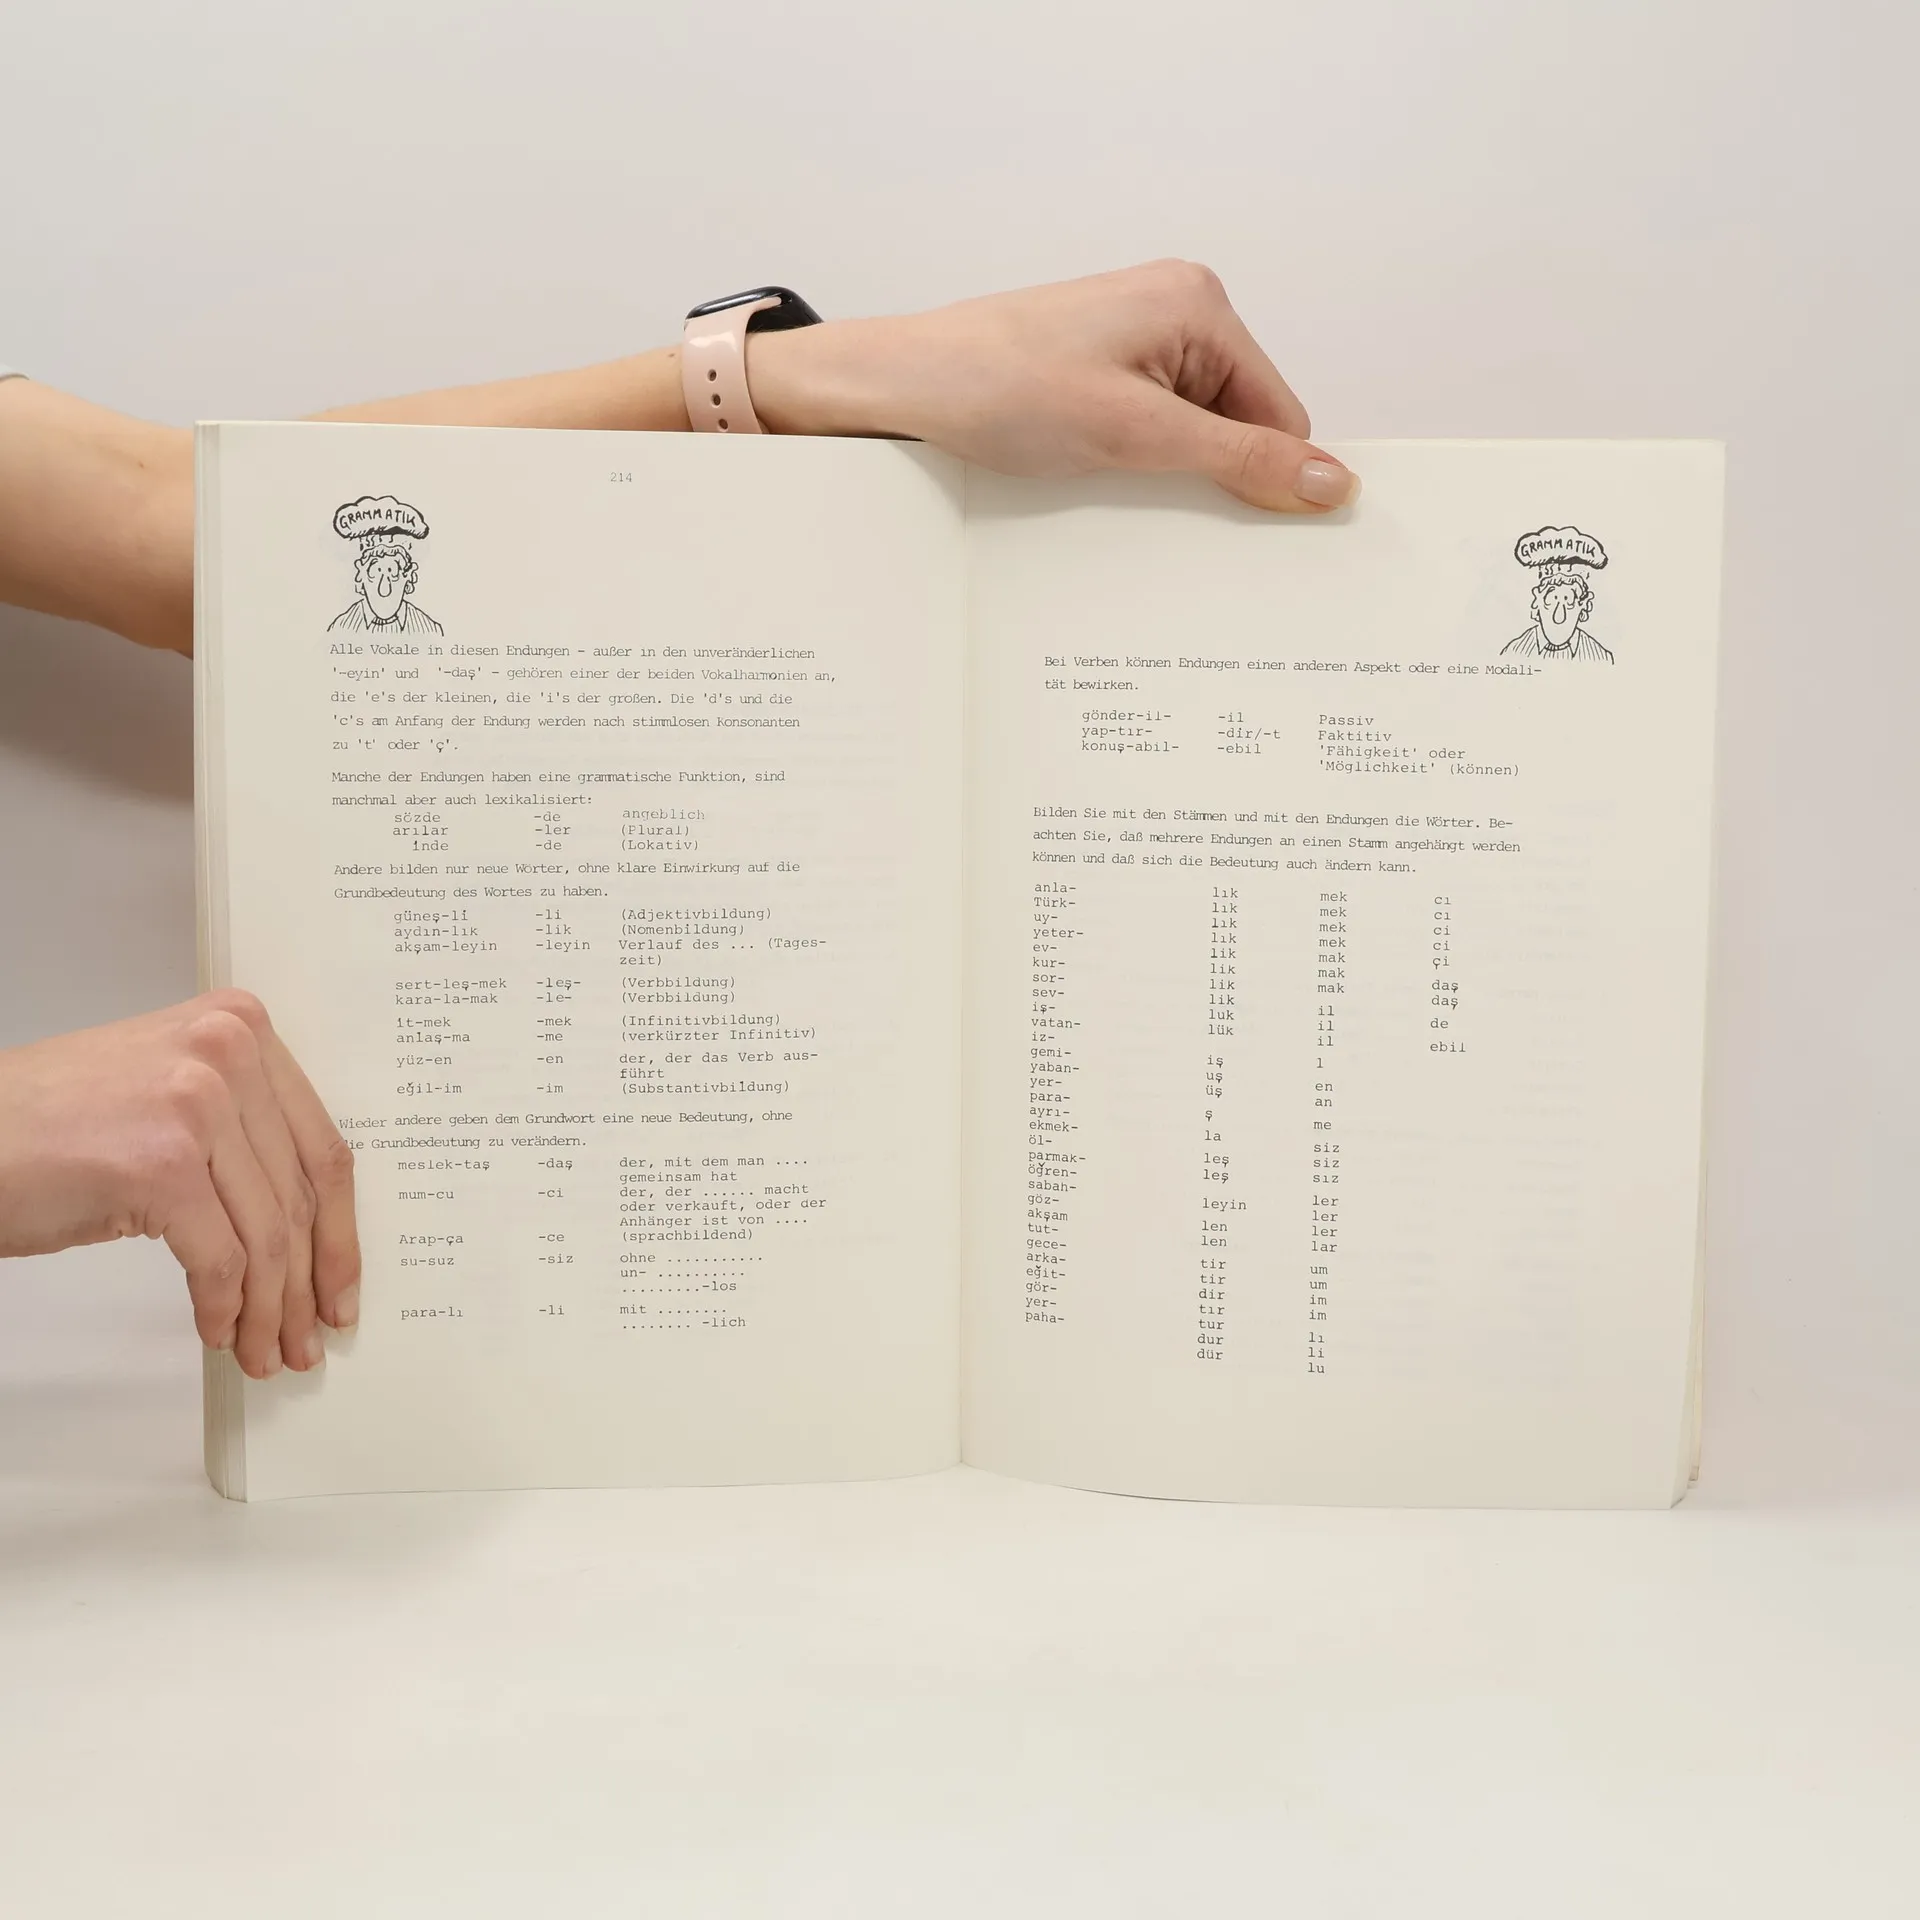 214
GRAMMATIK
Alle Vokale in diesen Endungen - außer in den unveränderlichen
'-eyin' und '-daş' - gehören einer der beiden Vokalharmonien an,
die 'e's der kleinen, die 'i's der großen. Die 'd's und die
'c's am Anfang der Endung werden nach stimmlosen Konsonanten
zu 't' oder 'ç'.
Manche der Endungen haben eine grammatische Funktion, sind
manchmal aber auch lexikalisiert:
sözde -de angeblich
arılar -ler (Plural)
inde -de (Lokativ)
Andere bilden nur neue Wörter, ohne klare Einwirkung auf die
Grundbedeutung des Wortes zu haben.
güneş-li -li (Adjektivbildung)
aydın-lık -lik (Nomenbildung)
akşam-leyin -leyin Verlauf des ... (Tages-
zeit)
sert-leş-mek -leş- (Verbbildung)
kara-la-mak -le- (Verbbildung)
it-mek -mek (Infinitivbildung)
anlaş-ma -me (verkürzter Infinitiv)
yüz-en -en der, der das Verb aus-
führt
eğil-im -im (Substantivbildung)
Wieder andere geben dem Grundwort eine neue Bedeutung, ohne
die Grundbedeutung zu verändern.
meslek-taş -daş der, mit dem man ....
gemeinsam hat
mum-cu -ci der, der ...... macht
oder verkauft, oder der
Anhänger ist von ....
Arap-ça -ce (sprachbildend)
su-suz -siz ohne ...........
un- ..........
.........-los
para-lı -li mit ........
........ -lich
GRAMMATIK
Bei Verben können Endungen einen anderen Aspekt oder eine Modali-
tät bewirken.
gönder-il- -il Passiv
yap-tır- -dir/-t Faktitiv
konuş-abil- -ebil 'Fähigkeit' oder
'Möglichkeit' (können)
Bilden Sie mit den Stämmen und mit den Endungen die Wörter. Be-
achten Sie, daß mehrere Endungen an einen Stamm angehängt werden
können und daß sich die Bedeutung auch ändern kann.
anla-
Türk-
uy-
yeter-
ev-
kur-
sor-
sev-
iş-
vatan-
iz-
gemi-
yaban-
yer-
para-
ayrı-
ekmek-
öl-
parmak-
öğren-
sabah-
göz-
akşam
tut-
gece-
arka-
eğit-
gör-
yer-
paha-
lık
lık
lık
lık
lik
lik
lik
lik
luk
lük
iş
uş
üş
ş
la
leş
leş
leyin
len
len
tir
tir
dir
tır
tur
dur
dür
mek
mek
mek
mek
mak
mak
mak
il
il
il
l
en
an
me
siz
siz
sız
ler
ler
ler
lar
um
um
im
im
lı
li
lu
cı
cı
ci
ci
çi
daş
daş
de
ebil